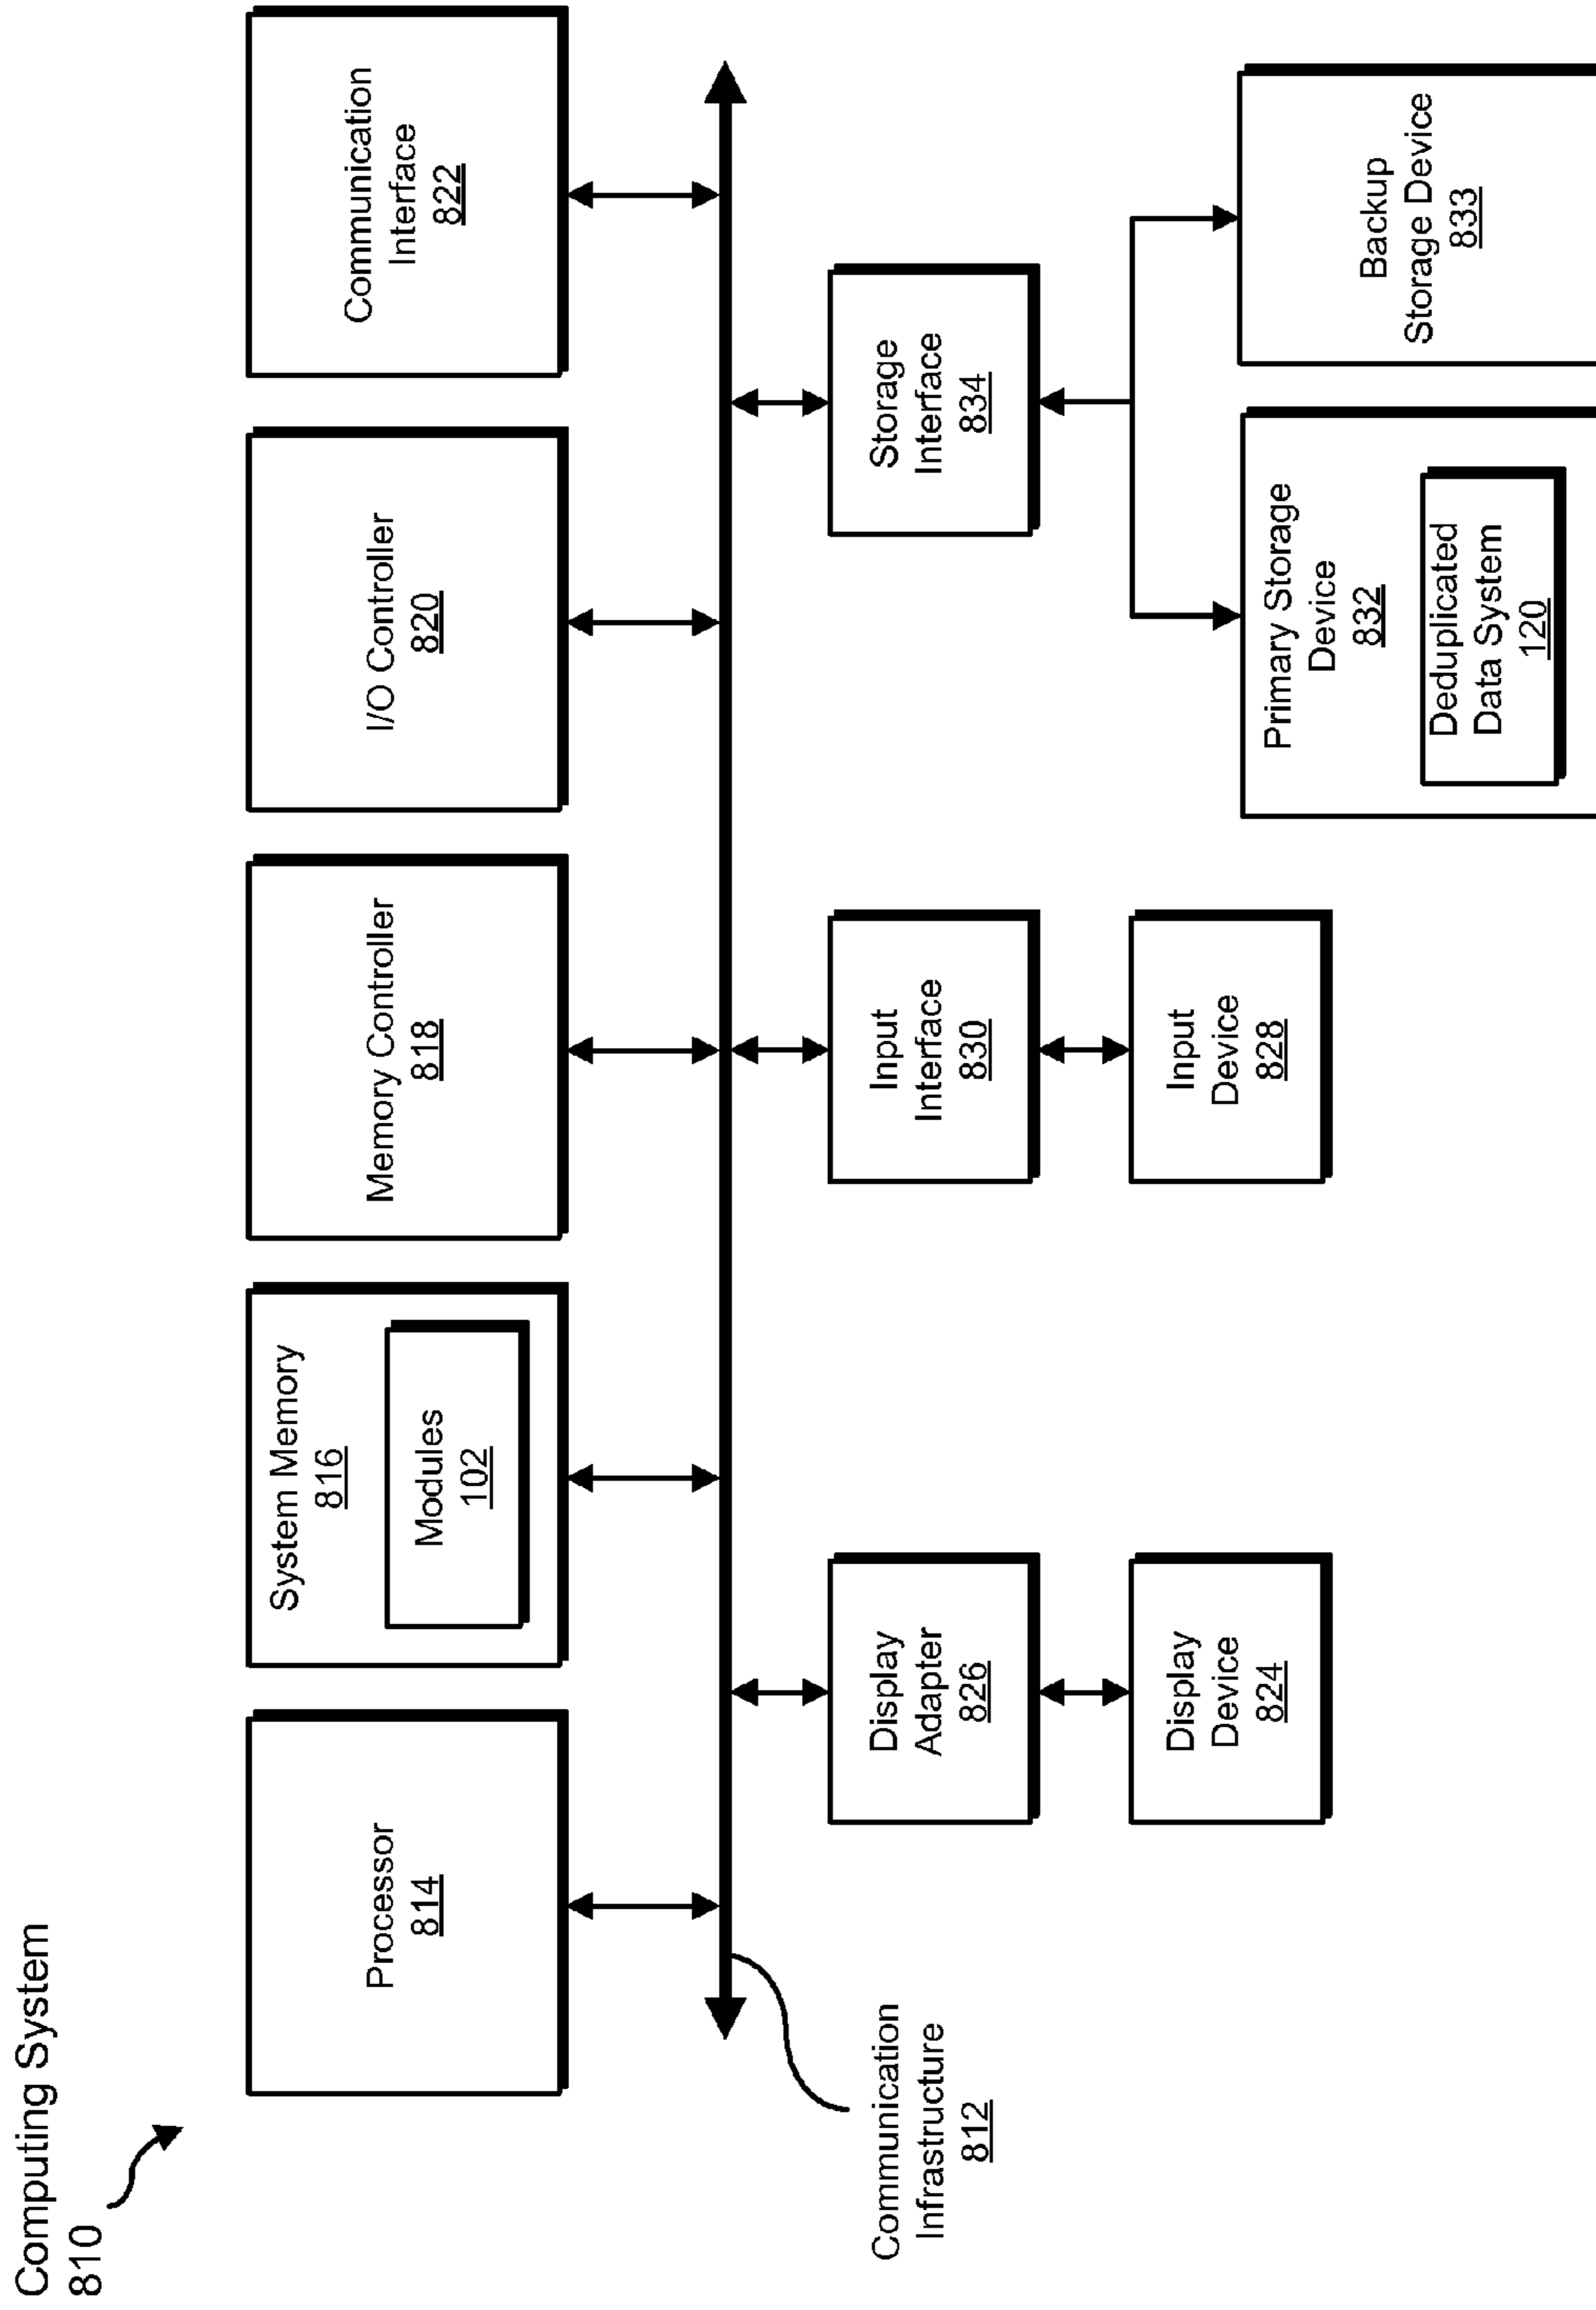 Computing System
810
Processor
814
System Memory
816
Modules
102
Memory Controller
818
I/O Controller
820
Communication
Interface
822
Communication
Infrastructure
812
Display
Adapter
826
Input
Interface
830
Storage
Interface
834
Display
Device
824
Input
Device
828
Primary Storage
Device
832
Deduplicated
Data System
120
Backup
Storage Device
833